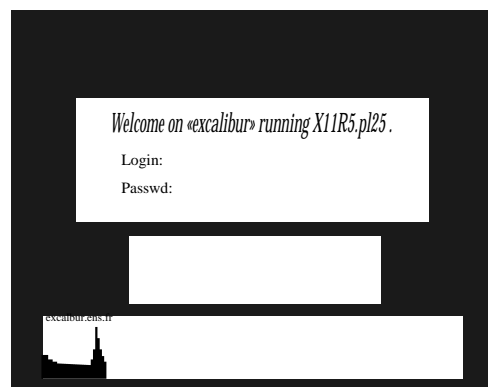 Welcome on «excalibur» running X11R5.pl25 .
Login:
Passwd:
excalibur.ens.fr